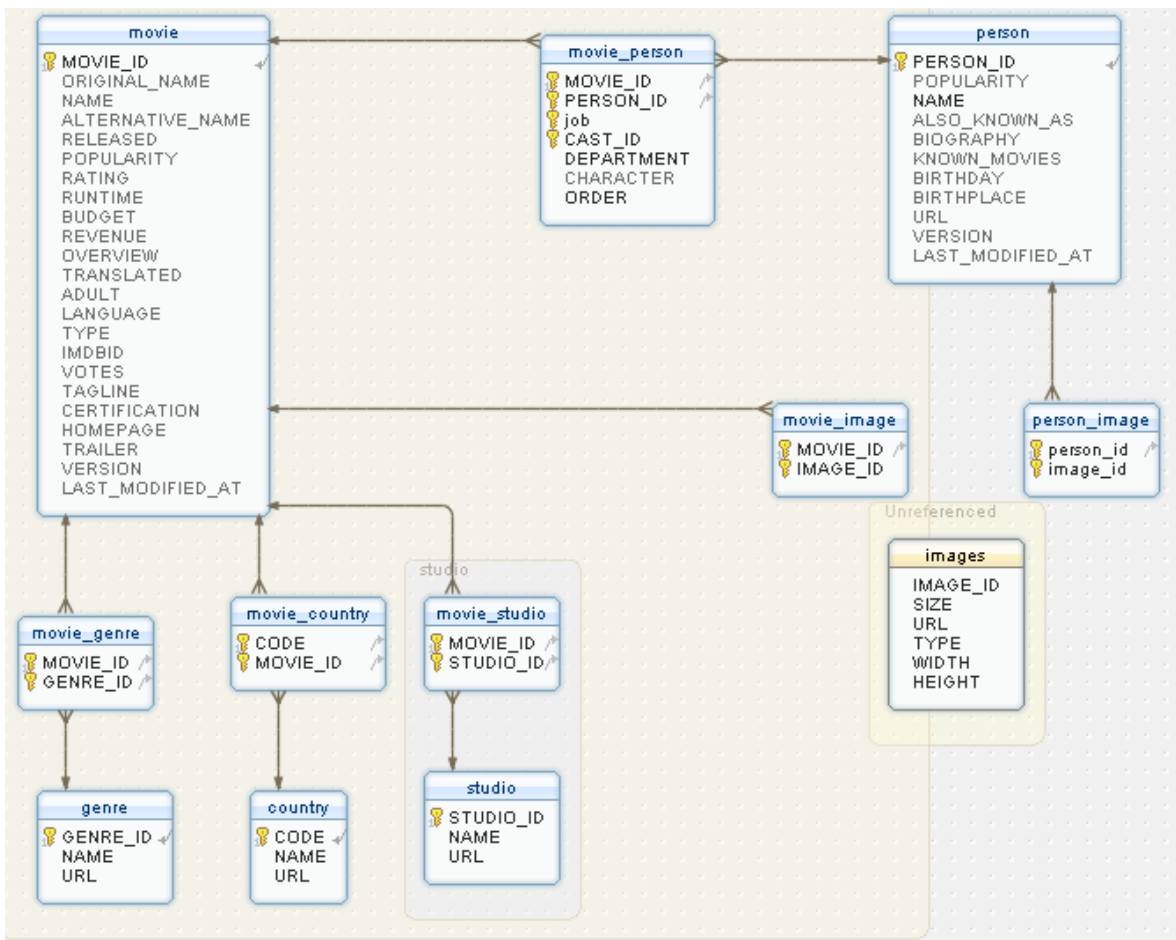 movie
MOVIE_ID
ORIGINAL_NAME
NAME
ALTERNATIVE_NAME
RELEASED
POPULARITY
RATING
RUNTIME
BUDGET
REVENUE
OVERVIEW
TRANSLATED
ADULT
LANGUAGE
TYPE
IMDBID
VOTES
TAGLINE
CERTIFICATION
HOMEPAGE
TRAILER
VERSION
LAST_MODIFIED_AT
movie_person
MOVIE_ID
PERSON_ID
job
CAST_ID
DEPARTMENT
CHARACTER
ORDER
person
PERSON_ID
POPULARITY
NAME
ALSO_KNOWN_AS
BIOGRAPHY
KNOWN_MOVIES
BIRTHDAY
BIRTHPLACE
URL
VERSION
LAST_MODIFIED_AT
movie_image
MOVIE_ID
IMAGE_ID
person_image
person_id
image_id
Unreferenced
images
IMAGE_ID
SIZE
URL
TYPE
WIDTH
HEIGHT
movie_genre
MOVIE_ID
GENRE_ID
movie_country
CODE
MOVIE_ID
studio
movie_studio
MOVIE_ID
STUDIO_ID
genre
GENRE_ID
NAME
URL
country
CODE
NAME
URL
studio
STUDIO_ID
NAME
URL